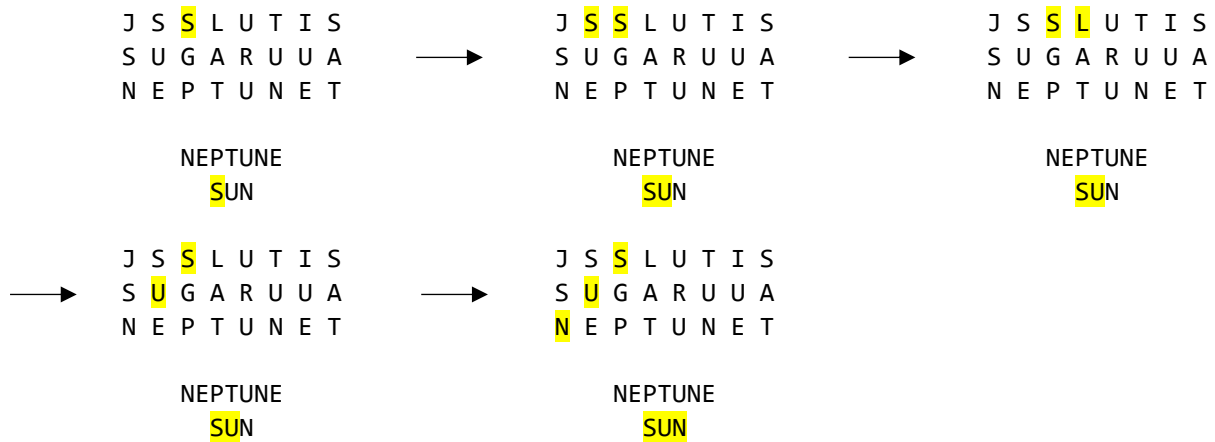 J S S L U T I S
S U G A R U U A
N E P T U N E T
NEPTUNE
SUN
J S S L U T I S
S U G A R U U A
N E P T U N E T
NEPTUNE
SUN
J S S L U T I S
S U G A R U U A
N E P T U N E T
NEPTUNE
SUN
J S S L U T I S
S U G A R U U A
N E P T U N E T
NEPTUNE
SUN
J S S L U T I S
S U G A R U U A
N E P T U N E T
NEPTUNE
SUN